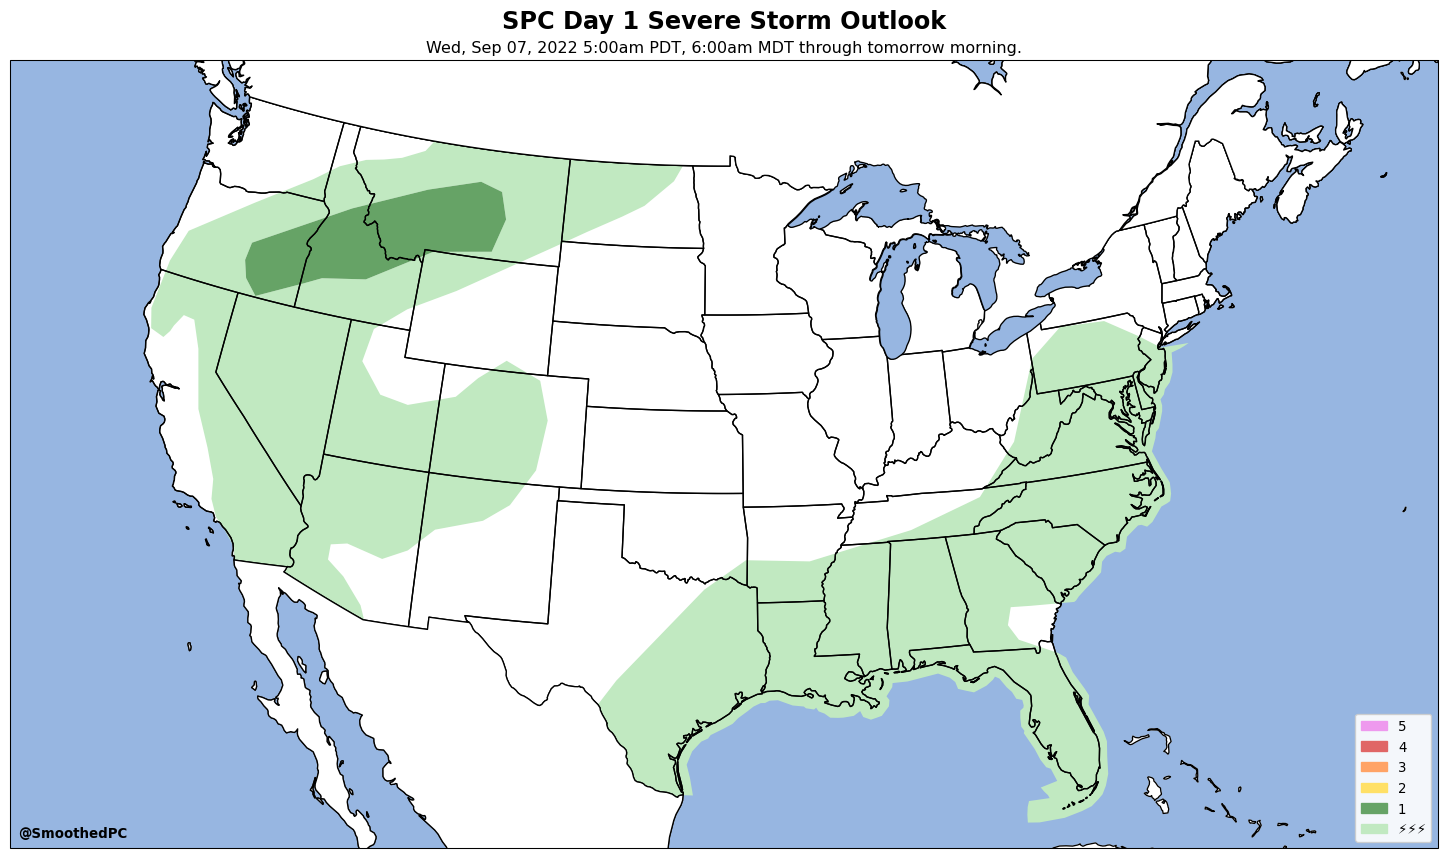 SPC Day 1 Severe Storm Outlook
Wed, Sep 07, 2022 5:00am PDT, 6:00am MDT through tomorrow morning.
5
4
3
2
1
⚡⚡⚡
@SmoothedPC